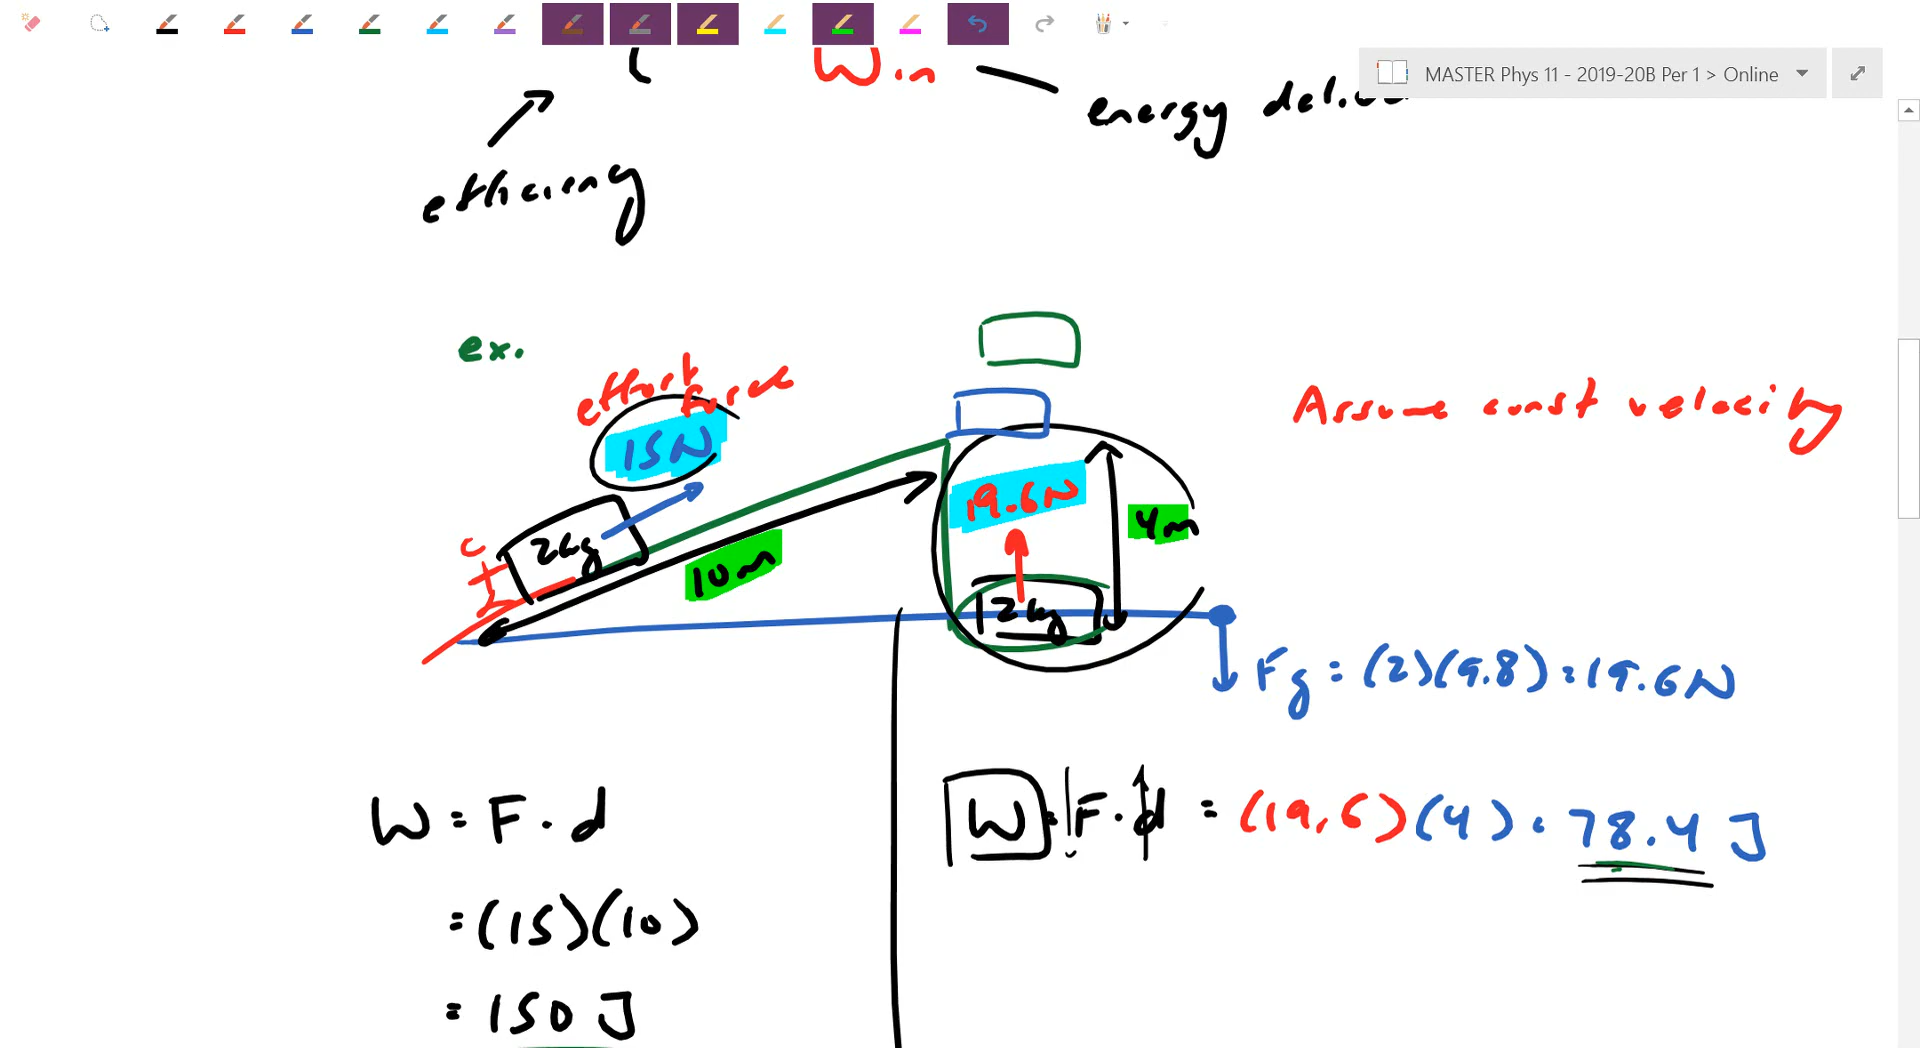 MASTER Phys 11 - 2019-20B Per 1 > Online
W in
energy
efficiency
ex.
effort force
15N
Assume const velocity
19.6N
4m
2kg
10m
2kg
Fg = (2)(9.8) = 19.6N
W = F · d
W = F · d = (19.6)(4) = 78.4 J
= (15)(10)
= 150 J